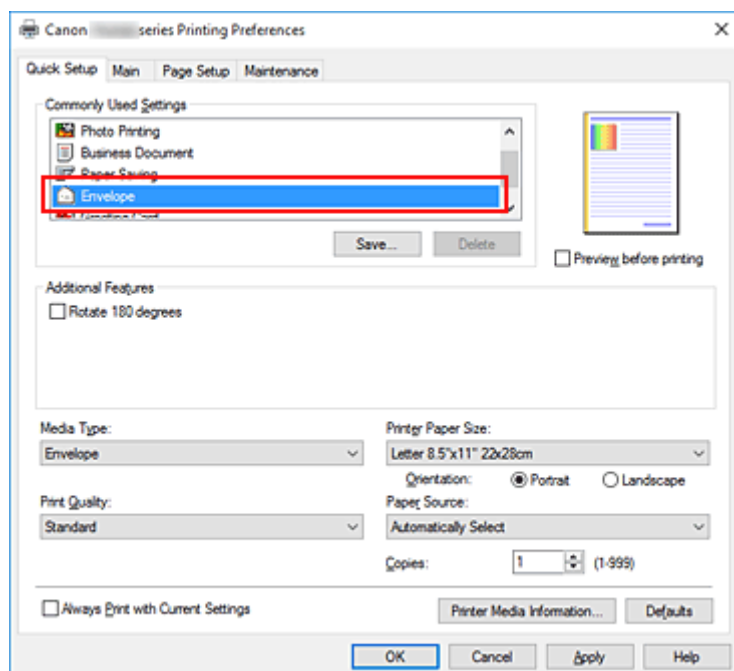 Canon series Printing Preferences
Quick Setup Main Page Setup Maintenance
Commonly Used Settings
Photo Printing
Business Document
Paper Saving
Envelope
Greeting Card
Save... Delete
Preview before printing
Additional Features
Rotate 180 degrees
Media Type: Printer Paper Size:
Envelope Letter 8.5"x11" 22x28cm
Orientation: Portrait Landscape
Print Quality: Paper Source:
Standard Automatically Select
Copies: 1 (1-999)
Always Print with Current Settings Printer Media Information... Defaults
OK Cancel Apply Help